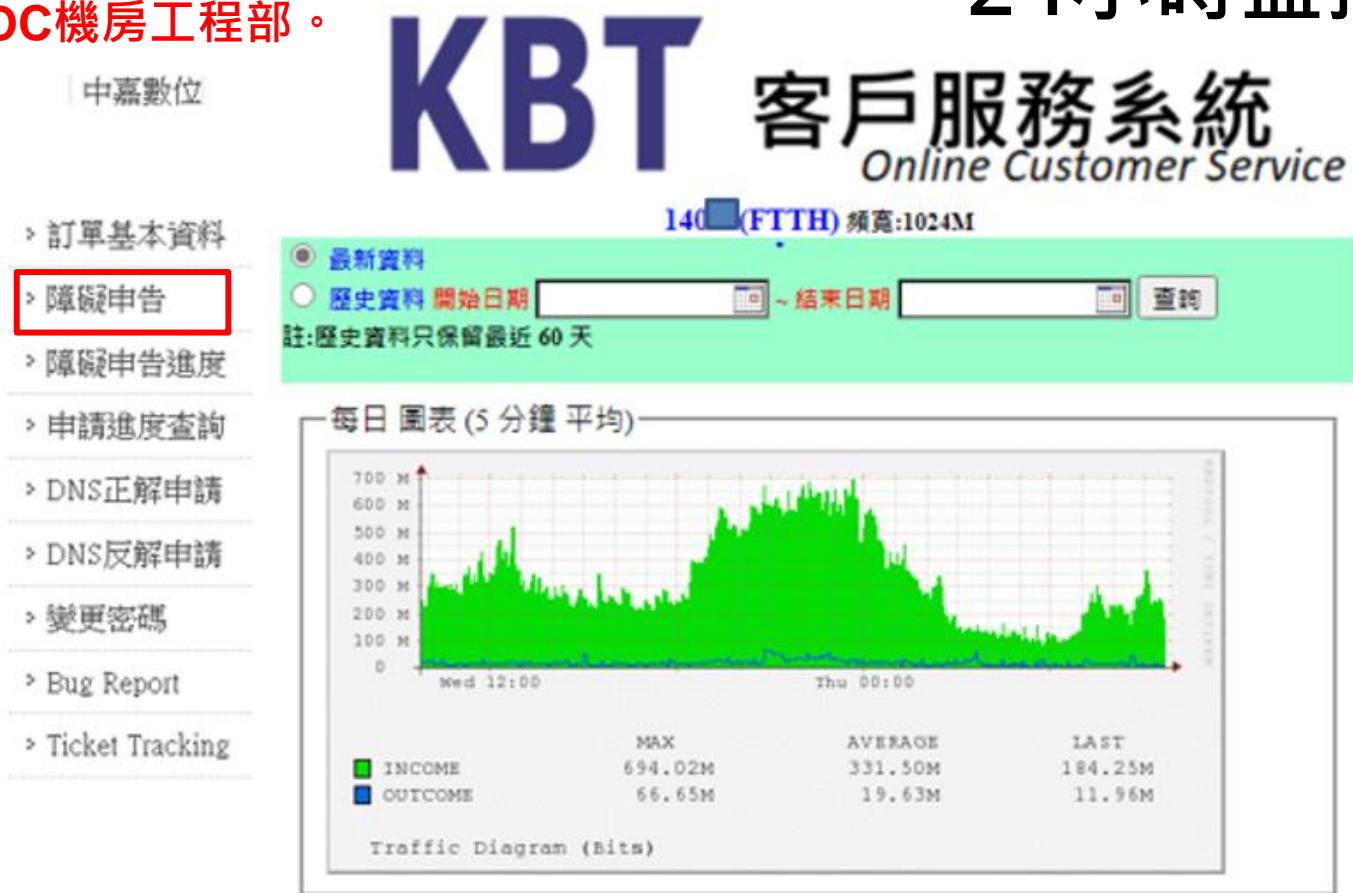 DC機房工程部。
24小時監
中嘉數位
KBT 客戶服務系統
Online Customer Service
訂單基本資料
障礙申告
障礙申告進度
申請進度查詢
DNS正解申請
DNS反解申請
變更密碼
Bug Report
Ticket Tracking
140 (FTTH) 頻寬:1024M
最新資料
歷史資料 開始日期 ~ 結束日期 查詢
註:歷史資料只保留最近 60 天
每日 圖表 (5 分鐘 平均)
700 M
600 M
500 M
400 M
300 M
200 M
100 M
0
Wed 12:00 Thu 00:00
MAX AVERAGE LAST
INCOME 694.02M 331.50M 184.25M
OUTCOME 66.65M 19.63M 11.96M
Traffic Diagram (Bits)